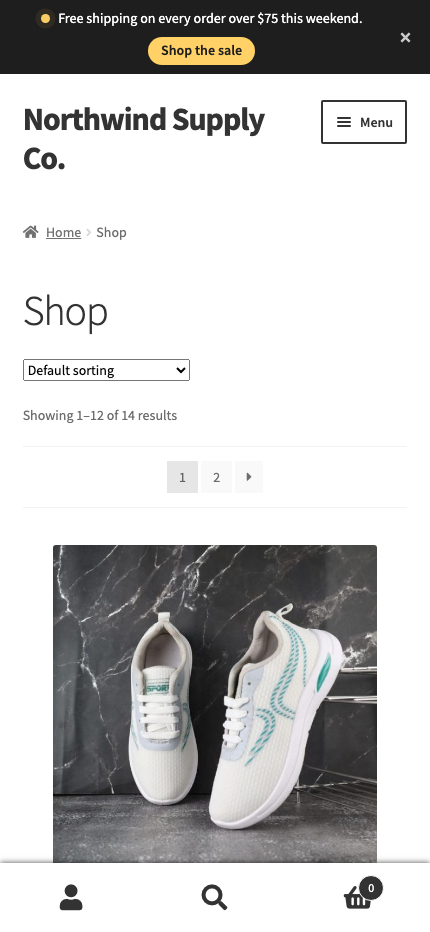 Free shipping on every order over $75 this weekend.
Shop the sale
×
Northwind Supply
Co.
Menu
Home
Shop
Shop
Default sorting
Showing 1–12 of 14 results
1
2
SPORT
0